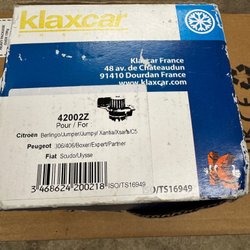 klaxcar
Klaxcar France
48 av. de Châteaudun
91410 Dourdan France
www.klaxcar.com
42002Z
Pour / For :
Citroën Berlingo/Jumper/Jumpy/ Xantia/Xsara/C5
Peugeot 306/406/Boxer/Expert/Partner
Fiat Scudo/Ulysse
3 468624 200218
ISO/TS16949
O/TS16949